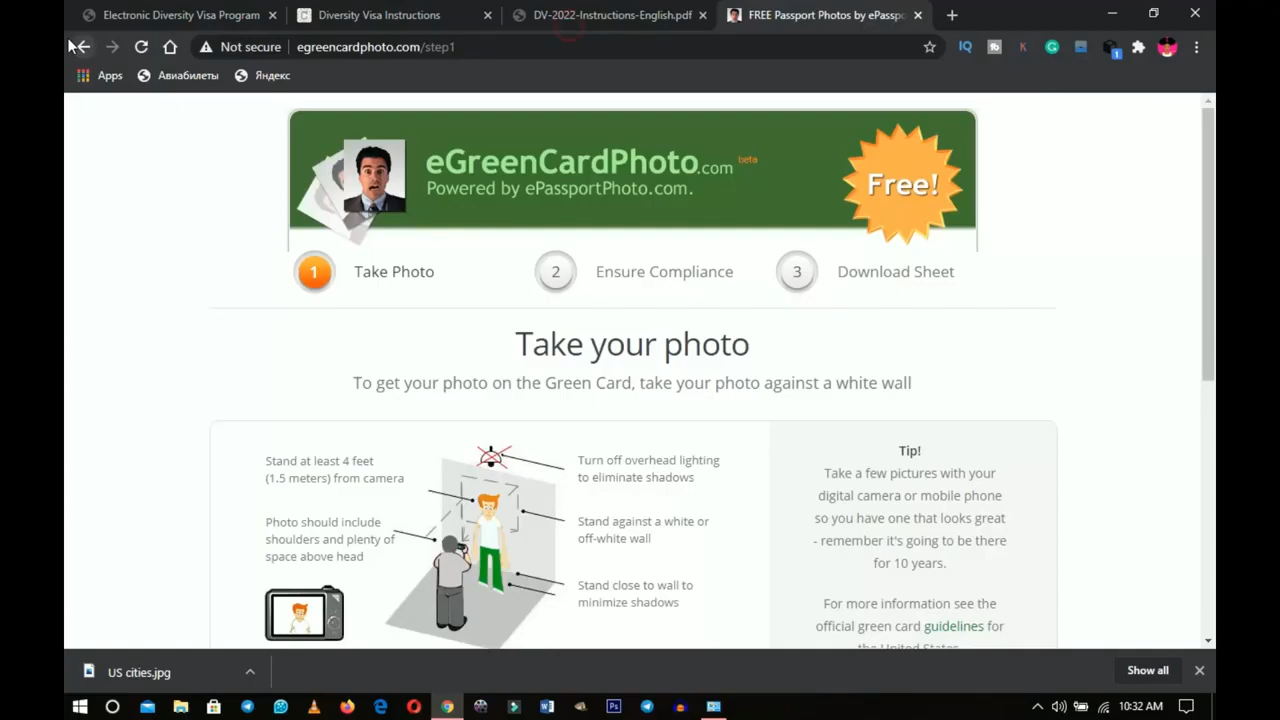 Electronic Diversity Visa Program
Diversity Visa Instructions
DV-2022-Instructions-English.pdf
FREE Passport Photos by ePasspo
Not secure
egreencardphoto.com/step1
IQ
K
1
Apps
Авиабилеты
Яндекс
eGreenCardPhoto.com beta
Powered by ePassportPhoto.com.
Free!
1 Take Photo
2 Ensure Compliance
3 Download Sheet
Take your photo
To get your photo on the Green Card, take your photo against a white wall
Stand at least 4 feet
(1.5 meters) from camera
Photo should include
shoulders and plenty of
space above head
Turn off overhead lighting
to eliminate shadows
Stand against a white or
off-white wall
Stand close to wall to
minimize shadows
Tip!
Take a few pictures with your
digital camera or mobile phone
so you have one that looks great
- remember it's going to be there
for 10 years.
For more information see the
official green card guidelines for
the United States
US cities.jpg
Show all
Ps
10:32 AM